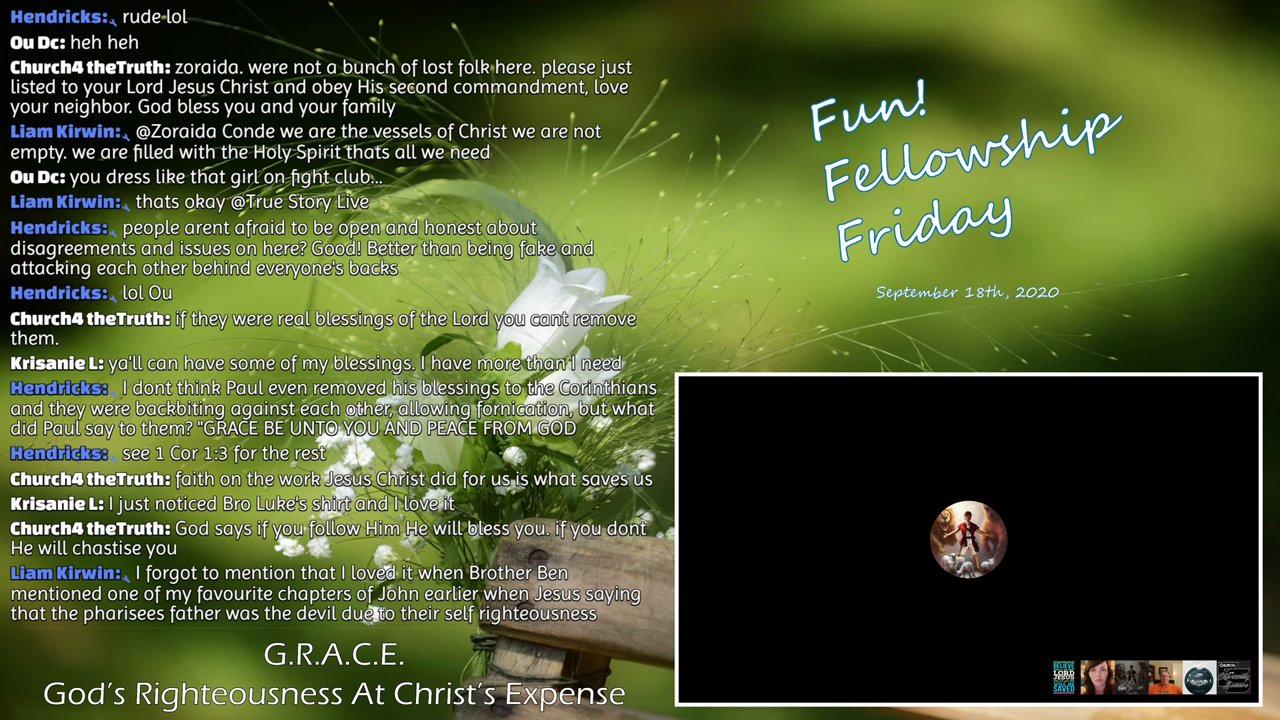 Hendricks: rude lol
Ou Dc: heh heh
Church4 theTruth: zoraida. were not a bunch of lost folk here. please just
listed to your Lord Jesus Christ and obey His second commandment, love
your neighbor. God bless you and your family
Liam Kirwin: @Zoraida Conde we are the vessels of Christ we are not
empty. we are filled with the Holy Spirit thats all we need
Ou Dc: you dress like that girl on fight club...
Liam Kirwin: thats okay @True Story Live
Hendricks: people arent afraid to be open and honest about
disagreements and issues on here? Good! Better than being fake and
attacking each other behind everyone's backs
Hendricks: lol Ou
Church4 theTruth: if they were real blessings of the Lord you cant remove
them.
Krisanie L: ya'll can have some of my blessings. I have more than I need
Hendricks: I dont think Paul even removed his blessings to the Corinthians
and they were backbiting against each other, allowing fornication, but what
did Paul say to them? "GRACE BE UNTO YOU AND PEACE FROM GOD
Hendricks: see 1 Cor 1:3 for the rest
Church4 theTruth: faith on the work Jesus Christ did for us is what saves us
Krisanie L: I just noticed Bro Luke's shirt and I love it
Church4 theTruth: God says if you follow Him He will bless you. if you dont
He will chastise you
Liam Kirwin: I forgot to mention that I loved it when Brother Ben
mentioned one of my favourite chapters of John earlier when Jesus saying
that the pharisees father was the devil due to their self righteousness
G.R.A.C.E.
God's Righteousness At Christ's Expense
Fun!
Fellowship
Friday
September 18th, 2020
BELIEVE
LORD
JESUS
SAVED
CHURCH